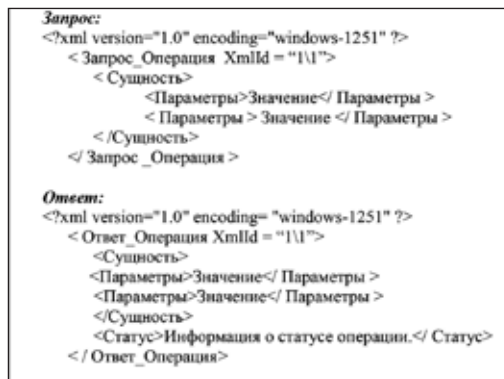 Запрос:
<?xml version="1.0" encoding="windows-1251" ?>
< Запрос_Операция XmlId = “1\1”>
< Сущность>
<Параметры>Значение</ Параметры >
< Параметры > Значение </ Параметры >
< /Сущность>
</ Запрос _Операция >
Ответ:
<?xml version="1.0" encoding= "windows-1251" ?>
< Ответ_Операция XmlId = “1\1”>
<Сущность>
<Параметры>Значение</ Параметры >
<Параметры>Значение</ Параметры >
</Сущность>
<Статус>Информация о статусе операции.</ Статус>
< / Ответ_Операция>